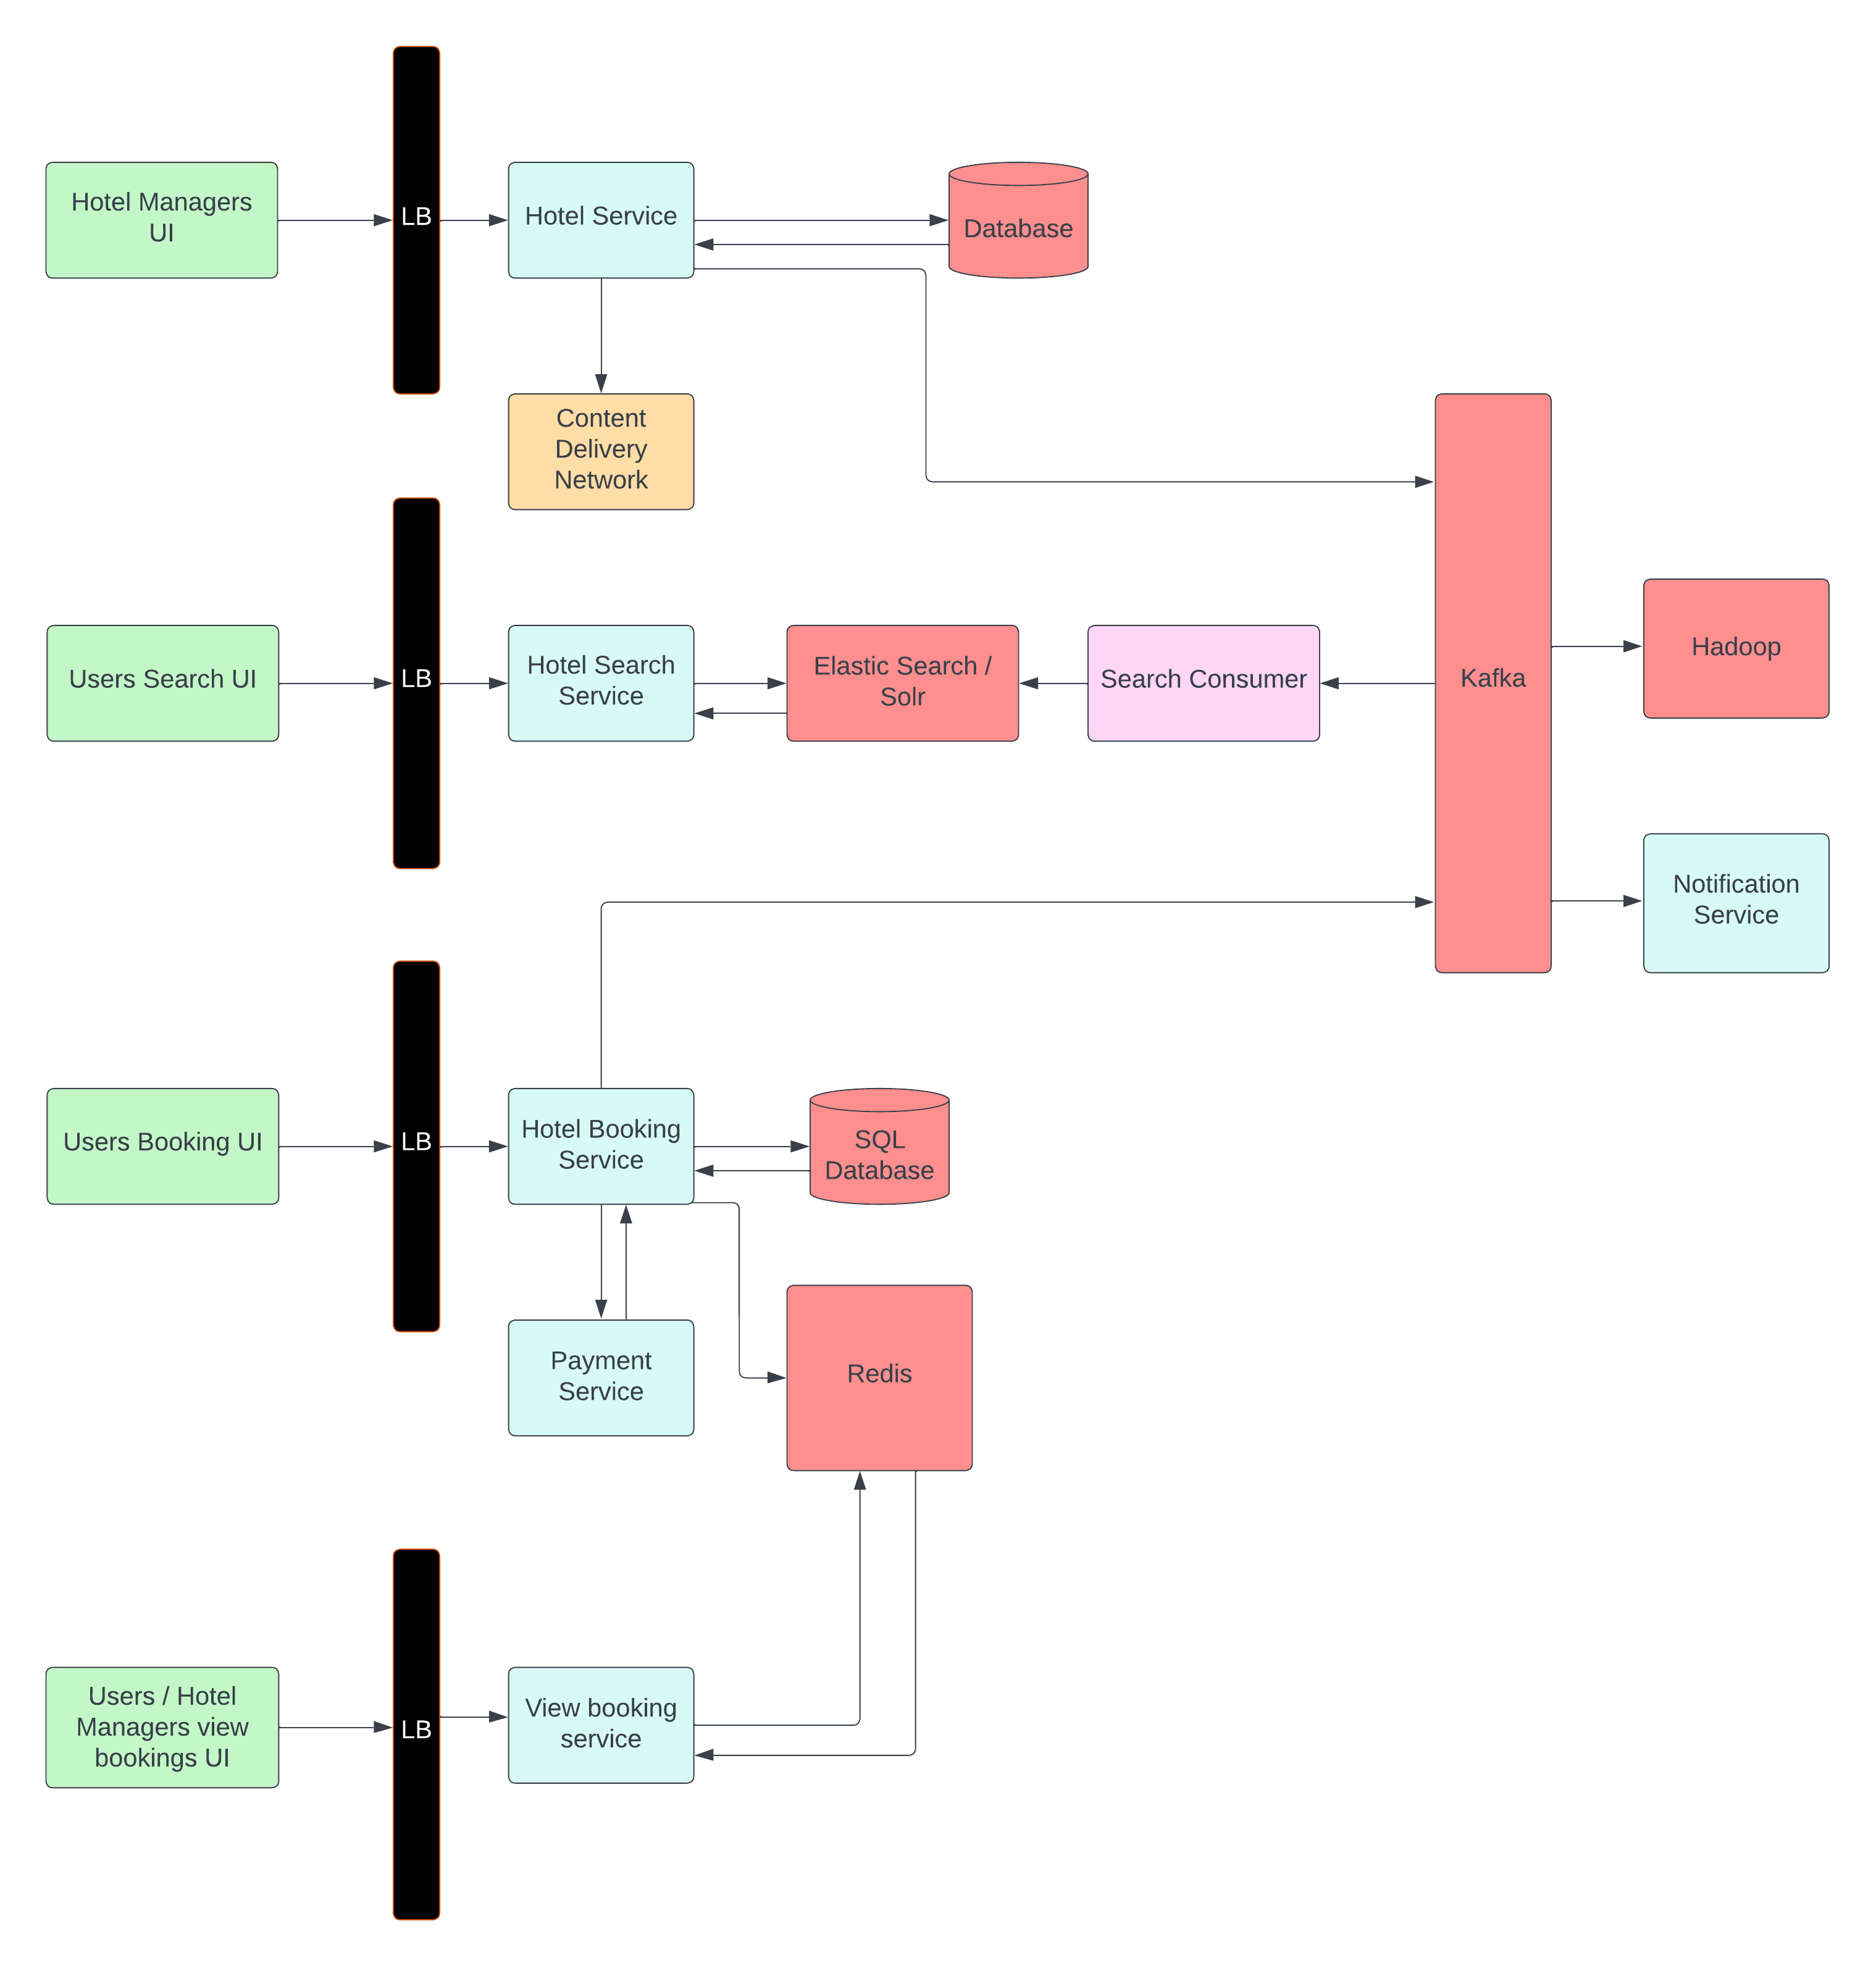 Hotel Managers
UI
LB
Hotel Service
Database
Content
Delivery
Network
Users Search UI
LB
Hotel Search
Service
Elastic Search /
Solr
Search Consumer
Kafka
Hadoop
Notification
Service
Users Booking UI
LB
Hotel Booking
Service
SQL
Database
Payment
Service
Redis
Users / Hotel
Managers view
bookings UI
LB
View booking
service